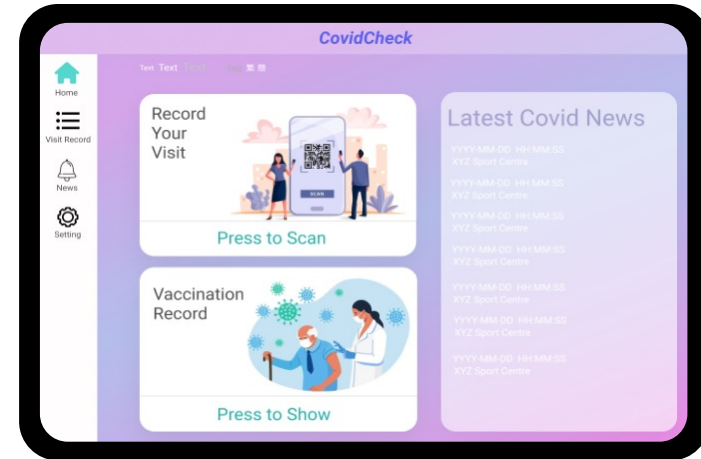 CovidCheck
Text Text Text 繁 簡
Home
Visit Record
News
Setting
Record
Your
Visit
SCAN
Press to Scan
Vaccination
Record
Press to Show
Latest Covid News
YYYY-MM-DD HH:MM:SS
XYZ Sport Centre
YYYY-MM-DD HH:MM:SS
XYZ Sport Centre
YYYY-MM-DD HH:MM:SS
XYZ Sport Centre
YYYY-MM-DD HH:MM:SS
XYZ Sport Centre
YYYY-MM-DD HH:MM:SS
XYZ Sport Centre
YYYY-MM-DD HH:MM:SS
XYZ Sport Centre
YYYY-MM-DD HH:MM:SS
XYZ Sport Centre